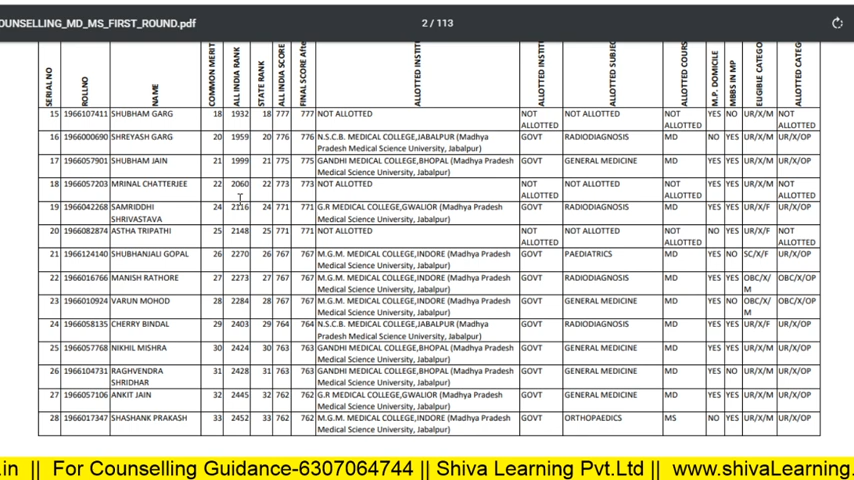 OUNSELLING_MD_MS_FIRST_ROUND.pdf
2 / 113
SERIAL NO ROLLNO NAME COMMON MERIT ALL INDIA RANK STATE RANK ALL INDIA SCORE FINAL SCORE After ALLOTTED INSTIT ALLOTTED INSTIT ALLOTTED SUBJEC ALLOTTED COURS M.P. DOMICILE MBBS IN MP ELIGIBLE CATEGO ALLOTTED CATEG
15 1966107411 SHUBHAM GARG 18 1932 18 777 777 NOT ALLOTTED NOT ALLOTTED NOT ALLOTTED NOT ALLOTTED YES NO UR/X/M NOT ALLOTTED
16 1966000690 SHREYASH GARG 20 1959 20 776 776 N.S.C.B. MEDICAL COLLEGE,JABALPUR (Madhya GOVT RADIODIAGNOSIS MD NO YES UR/X/M UR/X/OP
Pradesh Medical Science University, Jabalpur)
17 1966057901 SHUBHAM JAIN 21 1999 21 775 775 GANDHI MEDICAL COLLEGE,BHOPAL (Madhya Pradesh GOVT GENERAL MEDICINE MD YES YES UR/X/M UR/X/OP
Medical Science University, Jabalpur)
18 1966057203 MRINAL CHATTERJEE 22 2060 22 773 773 NOT ALLOTTED NOT ALLOTTED NOT ALLOTTED NOT ALLOTTED YES YES UR/X/M NOT ALLOTTED
19 1966042268 SAMRIDDHI 24 2116 24 771 771 G.R MEDICAL COLLEGE,GWALIOR (Madhya Pradesh GOVT RADIODIAGNOSIS MD YES YES UR/X/F UR/X/OP
SHRIVASTAVA Medical Science University, Jabalpur)
20 1966082874 ASTHA TRIPATHI 25 2148 25 771 771 NOT ALLOTTED NOT ALLOTTED NOT ALLOTTED NOT ALLOTTED YES NO UR/X/F NOT ALLOTTED
21 1966124140 SHUBHANJALI GOPAL 26 2270 26 767 767 M.G.M. MEDICAL COLLEGE,INDORE (Madhya Pradesh GOVT PAEDIATRICS MD YES NO SC/X/F UR/X/OP
Medical Science University, Jabalpur)
22 1966016766 MANISH RATHORE 27 2273 27 767 767 M.G.M. MEDICAL COLLEGE,INDORE (Madhya Pradesh GOVT RADIODIAGNOSIS MD YES YES OBC/X/ OBC/X/OP
Medical Science University, Jabalpur) M
23 1966010924 VARUN MOHOD 28 2284 28 767 767 M.G.M. MEDICAL COLLEGE,INDORE (Madhya Pradesh GOVT GENERAL MEDICINE MD YES NO OBC/X/ UR/X/OP
Medical Science University, Jabalpur) M
24 1966058135 CHERRY BINDAL 29 2403 29 764 764 N.S.C.B. MEDICAL COLLEGE,JABALPUR (Madhya GOVT RADIODIAGNOSIS MD YES YES UR/X/F UR/X/OP
Pradesh Medical Science University, Jabalpur)
25 1966057768 NIKHIL MISHRA 30 2424 30 763 763 GANDHI MEDICAL COLLEGE,BHOPAL (Madhya Pradesh GOVT GENERAL MEDICINE MD YES YES UR/X/M UR/X/OP
Medical Science University, Jabalpur)
26 1966104731 RAGHVENDRA 31 2428 31 763 763 GANDHI MEDICAL COLLEGE,BHOPAL (Madhya Pradesh GOVT GENERAL MEDICINE MD YES NO UR/X/M UR/X/OP
SHRIDHAR Medical Science University, Jabalpur)
27 1966057106 ANKIT JAIN 32 2445 32 762 762 G.R MEDICAL COLLEGE,GWALIOR (Madhya Pradesh GOVT GENERAL MEDICINE MD YES YES UR/X/M UR/X/OP
Medical Science University, Jabalpur)
28 1966017347 SHASHANK PRAKASH 33 2452 33 762 762 M.G.M. MEDICAL COLLEGE,INDORE (Madhya Pradesh GOVT ORTHOPAEDICS MS NO YES UR/X/M UR/X/OP
Medical Science University, Jabalpur)
.in || For Counselling Guidance-6307064744 || Shiva Learning Pvt.Ltd || www.shivaLearning.